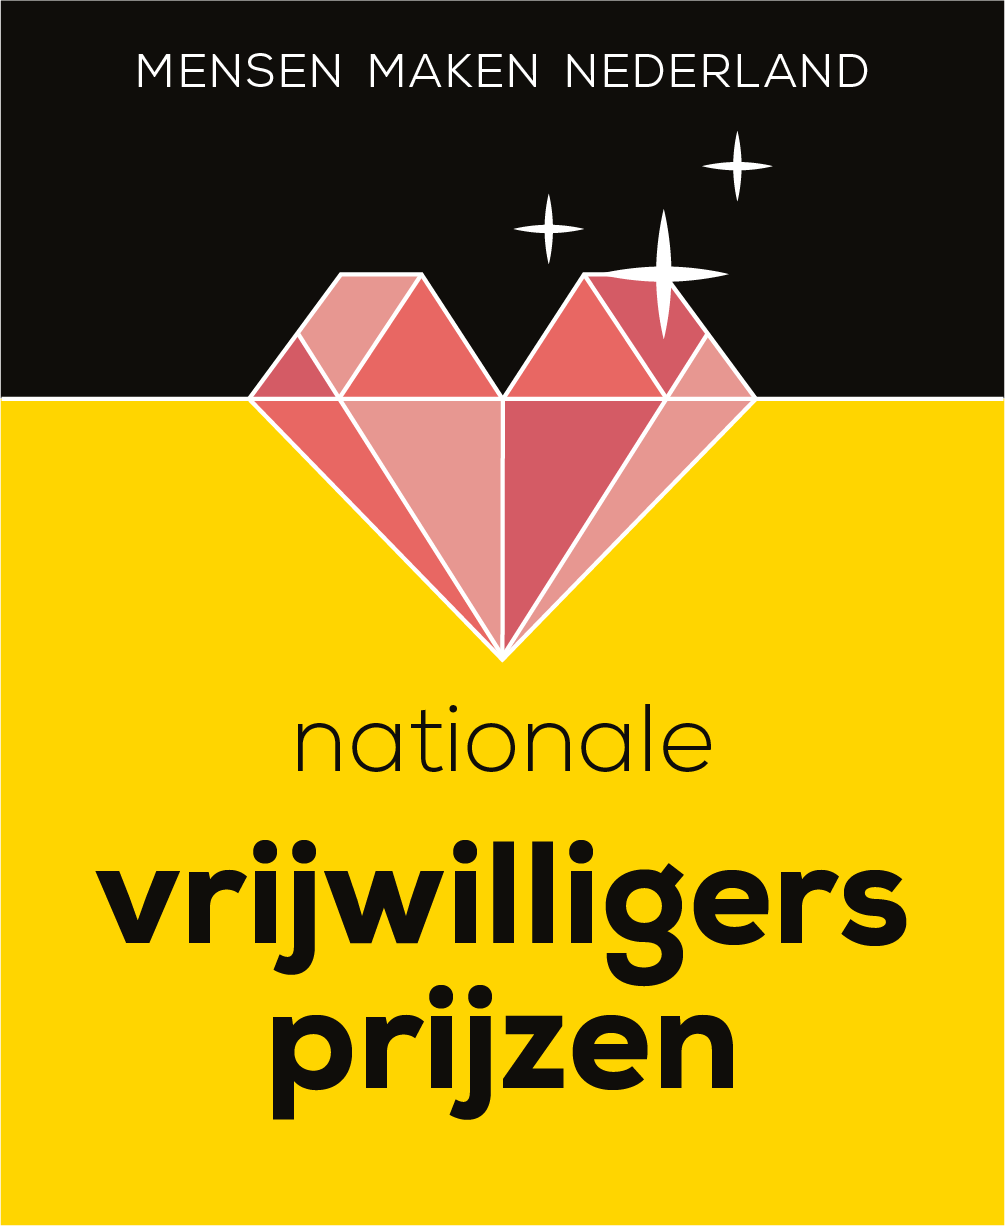 MENSEN MAKEN NEDERLAND
nationale
vrijwilligers
prijzen